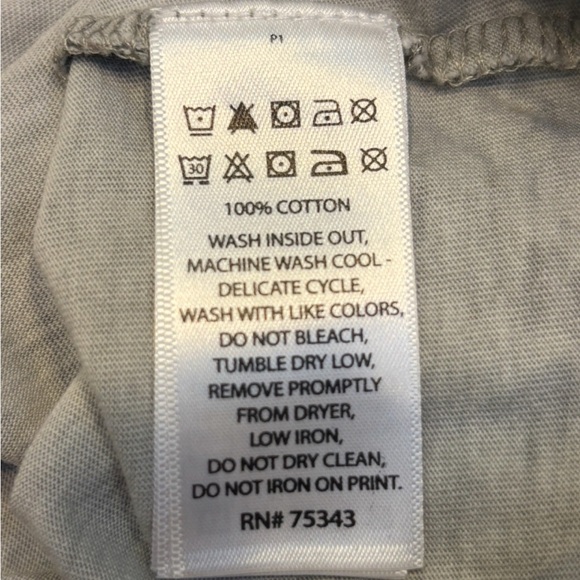 P1
30
100% COTTON
WASH INSIDE OUT,
MACHINE WASH COOL -
DELICATE CYCLE,
WASH WITH LIKE COLORS,
DO NOT BLEACH,
TUMBLE DRY LOW,
REMOVE PROMPTLY
FROM DRYER,
LOW IRON,
DO NOT DRY CLEAN,
DO NOT IRON ON PRINT.
RN# 75343